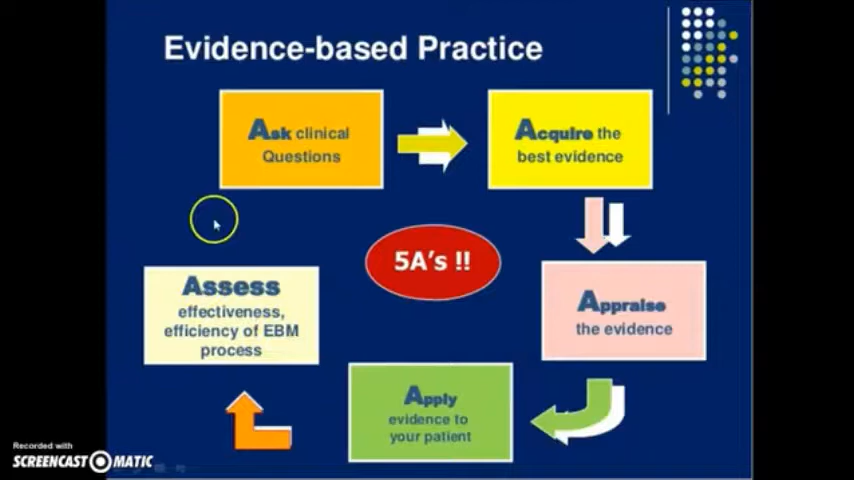 Evidence-based Practice
Ask clinical
Questions
Acquire the
best evidence
5A's !!
Assess
effectiveness,
efficiency of EBM
process
Appraise
the evidence
Apply
evidence to
your patient
Recorded with
SCREENCAST MATIC